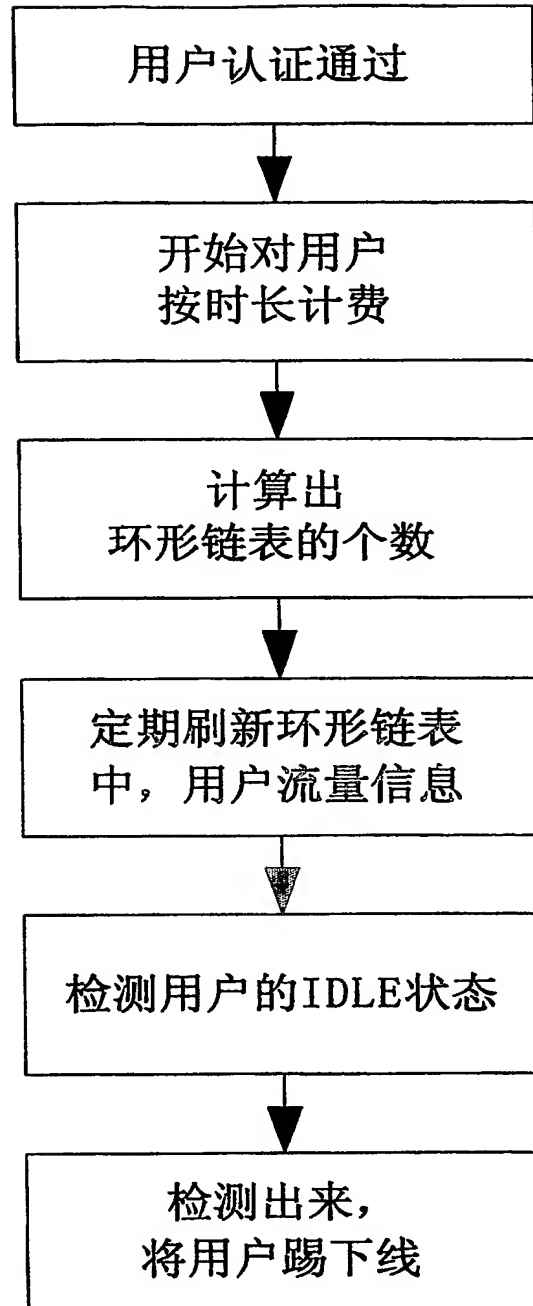 用户认证通过
开始对用户
按时长计费
计算出
环形链表的个数
定期刷新环形链表
中，用户流量信息
检测用户的IDLE状态
检测出来，
将用户踢下线